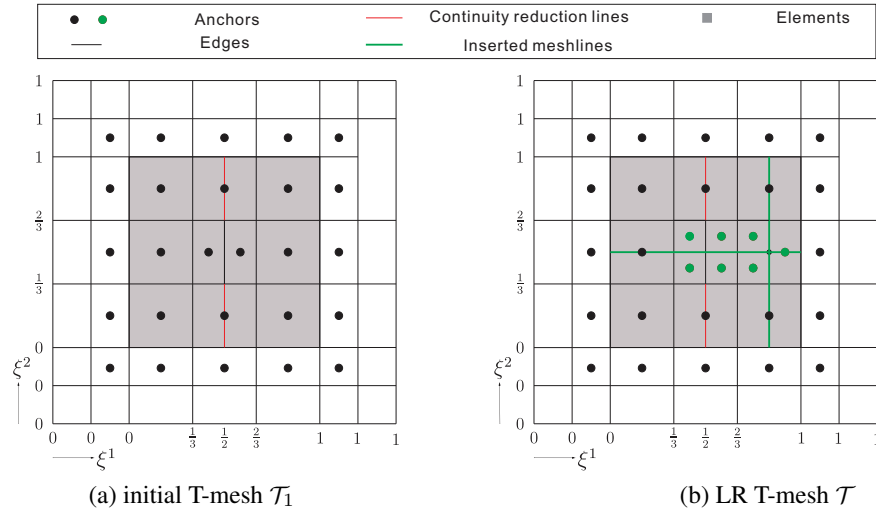 Anchors Continuity reduction lines Elements
Edges Inserted meshlines
1 1
1 1
1 1
2/3 2/3
1/3 1/3
0 0
ξ² ξ²
0 0
0 0
0 0 0 1/3 1/2 2/3 1 1 1 0 0 0 1/3 1/2 2/3 1 1 1
ξ¹ ξ¹
(a) initial T-mesh 𝒯₁ (b) LR T-mesh 𝒯